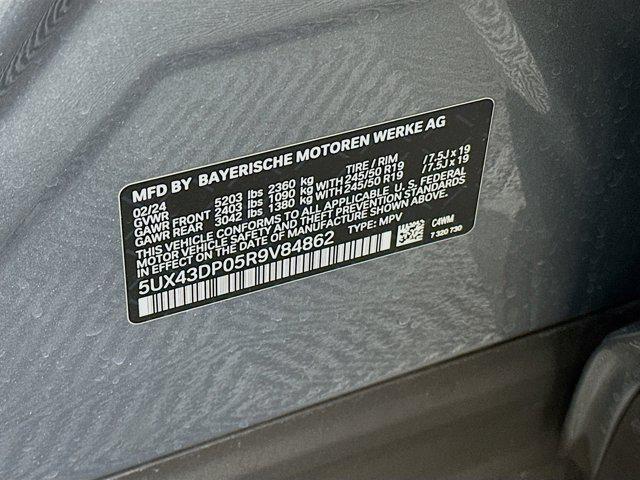 MFD BY BAYERISCHE MOTOREN WERKE AG
02/24 TIRE / RIM
GVWR 5203 lbs 2360 kg
GAWR FRONT 2403 lbs 1090 kg WITH 245/50 R19 / 7.5J x 19
GAWR REAR 3042 lbs 1380 kg WITH 245/50 R19 / 7.5J x 19
THIS VEHICLE CONFORMS TO ALL APPLICABLE U. S. FEDERAL
MOTOR VEHICLE SAFETY BUMPER AND THEFT PREVENTION STANDARDS
IN EFFECT ON THE DATE OF MANUFACTURE SHOWN ABOVE.
5UX43DP05R9V84862 TYPE: MPV
C4WM
7 320 730